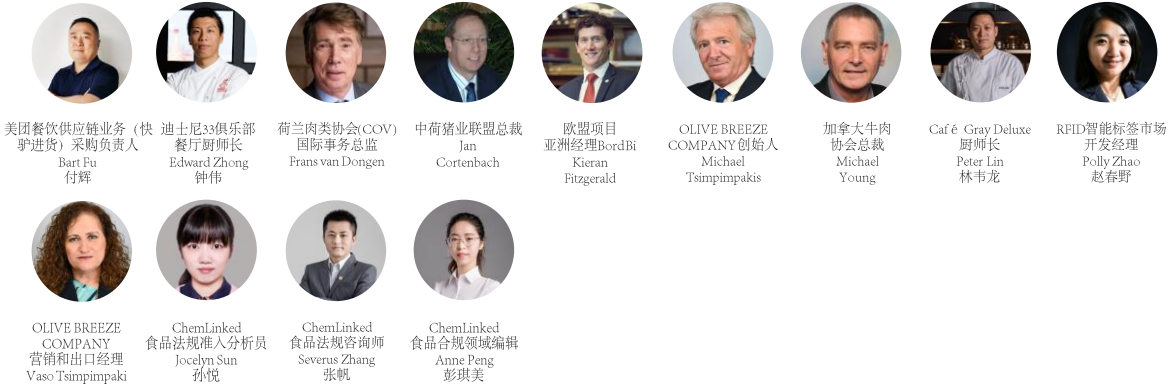 美团餐饮供应链业务（快
驴进货）采购负责人
Bart Fu
付辉
迪士尼33俱乐部
餐厅厨师长
Edward Zhong
钟伟
荷兰肉类协会(COV)
国际事务总监
Frans van Dongen
中荷猪业联盟总裁
Jan
Cortenbach
欧盟项目
亚洲经理BordBi
Kieran
Fitzgerald
OLIVE BREEZE
COMPANY创始人
Michael
Tsimpimpakis
加拿大牛肉
协会总裁
Michael
Young
Café Gray Deluxe
厨师长
Peter Lin
林韦龙
RFID智能标签市场
开发经理
Polly Zhao
赵春野
OLIVE BREEZE
COMPANY
营销和出口经理
Vaso Tsimpimpaki
ChemLinked
食品法规准入分析员
Jocelyn Sun
孙悦
ChemLinked
食品法规咨询师
Severus Zhang
张帆
ChemLinked
食品合规领域编辑
Anne Peng
彭琪美